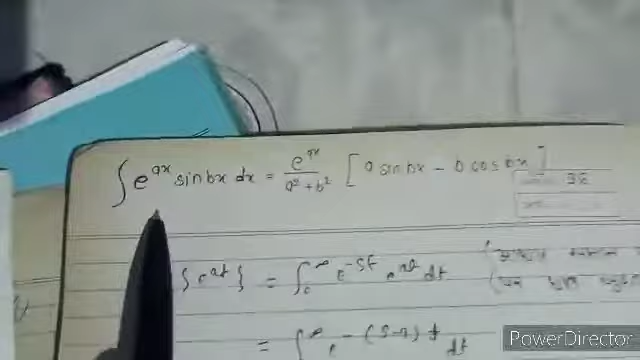 ∫ e^{ax} sin bx dx = e^{ax}/(a² + b²) [a sin bx - b cos bx]
{e^{at}} = ∫₀^∞ e^{-st} e^{at} dt
= ∫₀^∞ e^{-(s-a)t} dt
PowerDirector